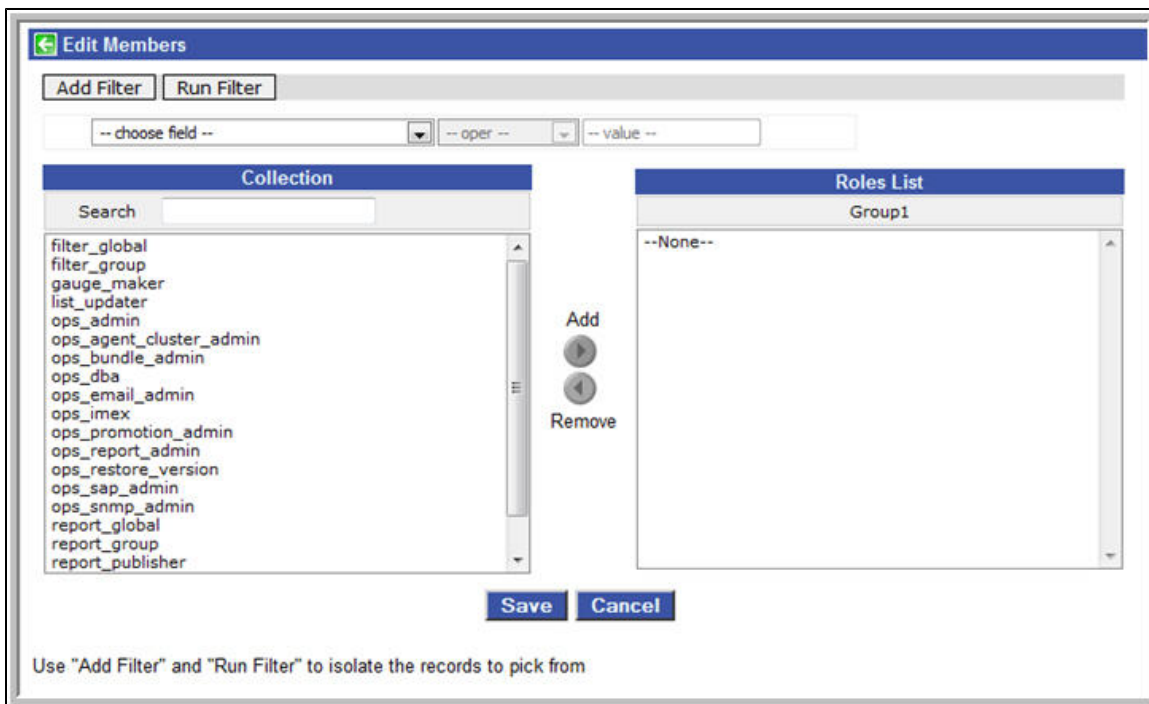 Edit Members
Add Filter Run Filter
-- choose field -- -- oper -- -- value --
Collection
Search
filter_global
filter_group
gauge_maker
list_updater
ops_admin
ops_agent_cluster_admin
ops_bundle_admin
ops_dba
ops_email_admin
ops_imex
ops_promotion_admin
ops_report_admin
ops_restore_version
ops_sap_admin
ops_snmp_admin
report_global
report_group
report_publisher
Add
Remove
Roles List
Group1
--None--
Save Cancel
Use "Add Filter" and "Run Filter" to isolate the records to pick from